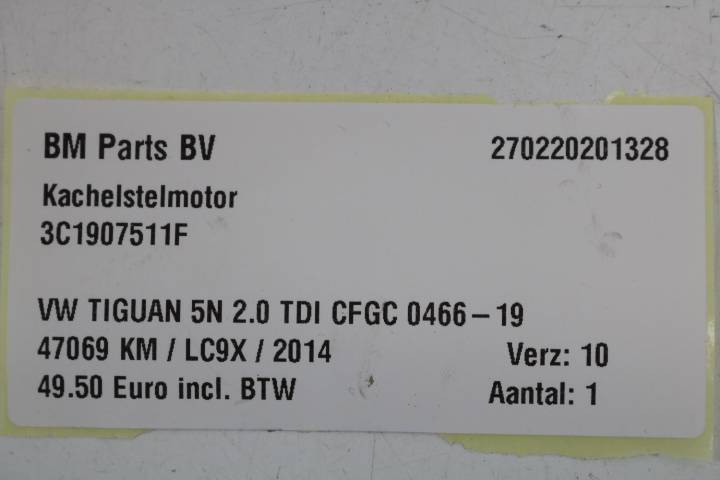 BM Parts BV 270220201328
Kachelstelmotor
3C1907511F
VW TIGUAN 5N 2.0 TDI CFGC 0466-19
47069 KM / LC9X / 2014 Verz: 10
49.50 Euro incl. BTW Aantal: 1